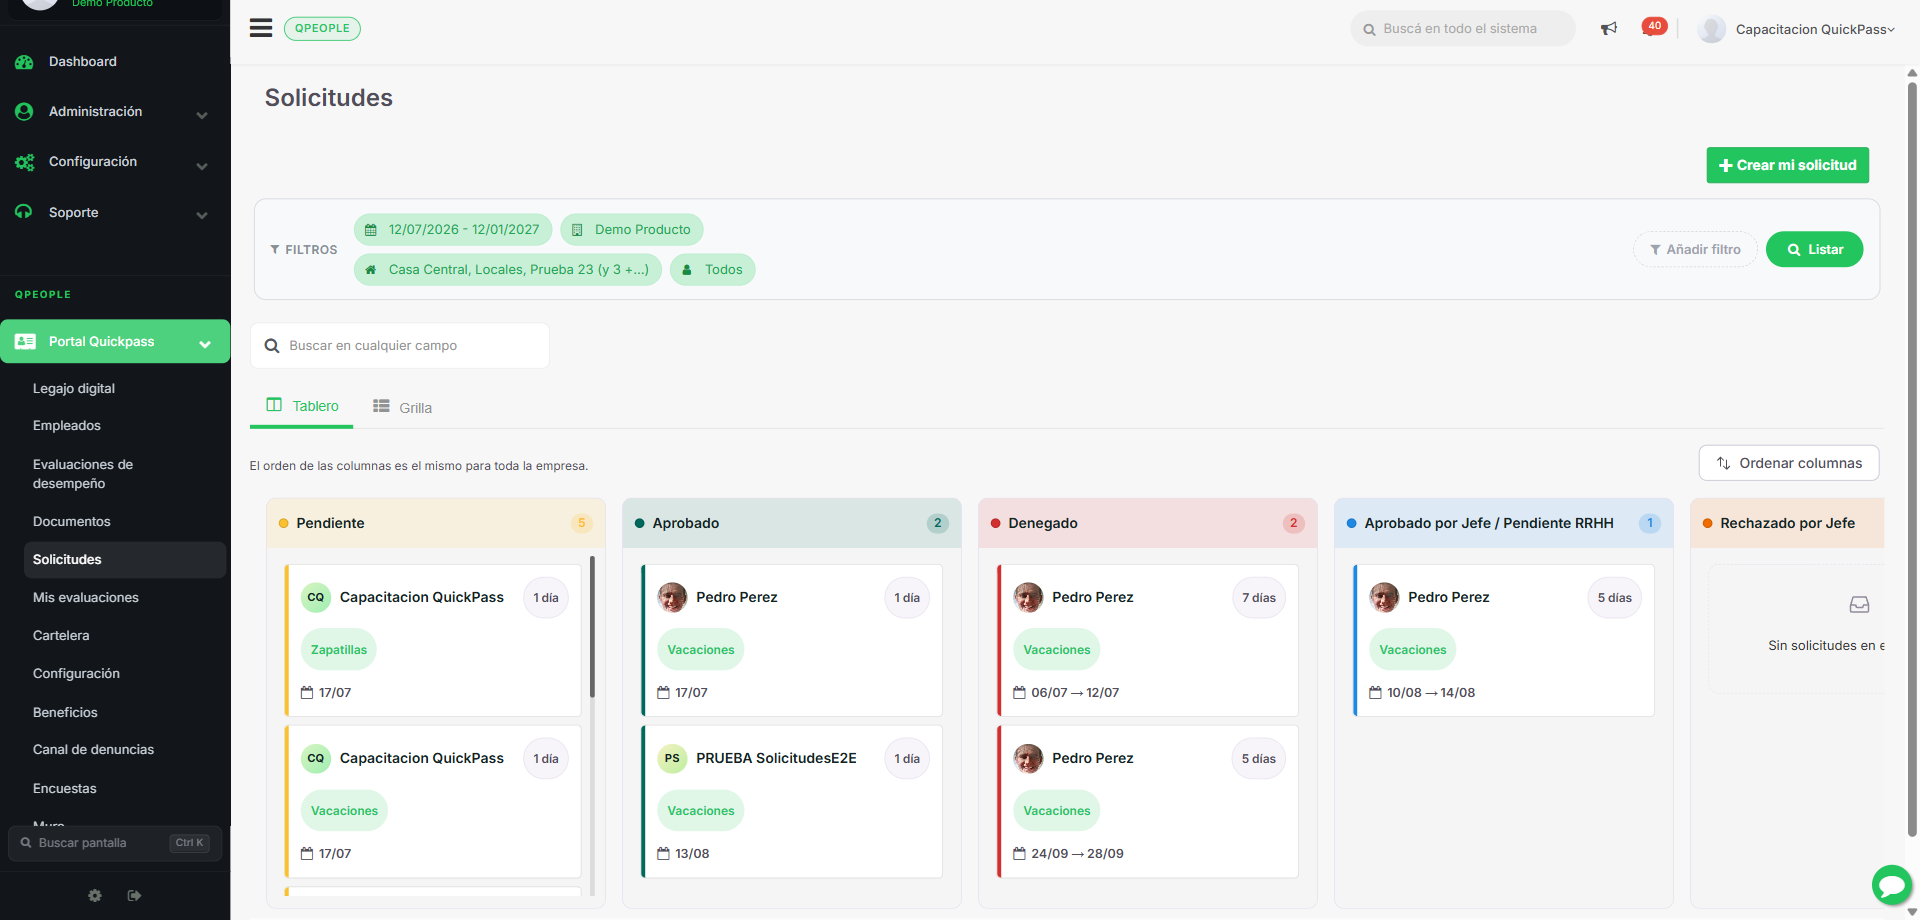 Demo Producto
Dashboard
Administración
Configuración
Soporte
QPEOPLE
Portal Quickpass
Legajo digital
Empleados
Evaluaciones de
desempeño
Documentos
Solicitudes
Mis evaluaciones
Cartelera
Configuración
Beneficios
Canal de denuncias
Encuestas
Muro
Buscar pantalla
Ctrl K
QPEOPLE
Buscá en todo el sistema
40
Capacitacion QuickPass
Solicitudes
Crear mi solicitud
FILTROS
12/07/2026 - 12/01/2027
Demo Producto
Casa Central, Locales, Prueba 23 (y 3 +...)
Todos
Añadir filtro
Listar
Buscar en cualquier campo
Tablero
Grilla
El orden de las columnas es el mismo para toda la empresa.
Ordenar columnas
Pendiente
5
CQ
Capacitacion QuickPass
1 día
Zapatillas
17/07
CQ
Capacitacion QuickPass
1 día
Vacaciones
17/07
Aprobado
2
Pedro Perez
1 día
Vacaciones
17/07
PS
PRUEBA SolicitudesE2E
1 día
Vacaciones
13/08
Denegado
2
Pedro Perez
7 días
Vacaciones
06/07 → 12/07
Pedro Perez
5 días
Vacaciones
24/09 → 28/09
Aprobado por Jefe / Pendiente RRHH
1
Pedro Perez
5 días
Vacaciones
10/08 → 14/08
Rechazado por Jefe
Sin solicitudes en e